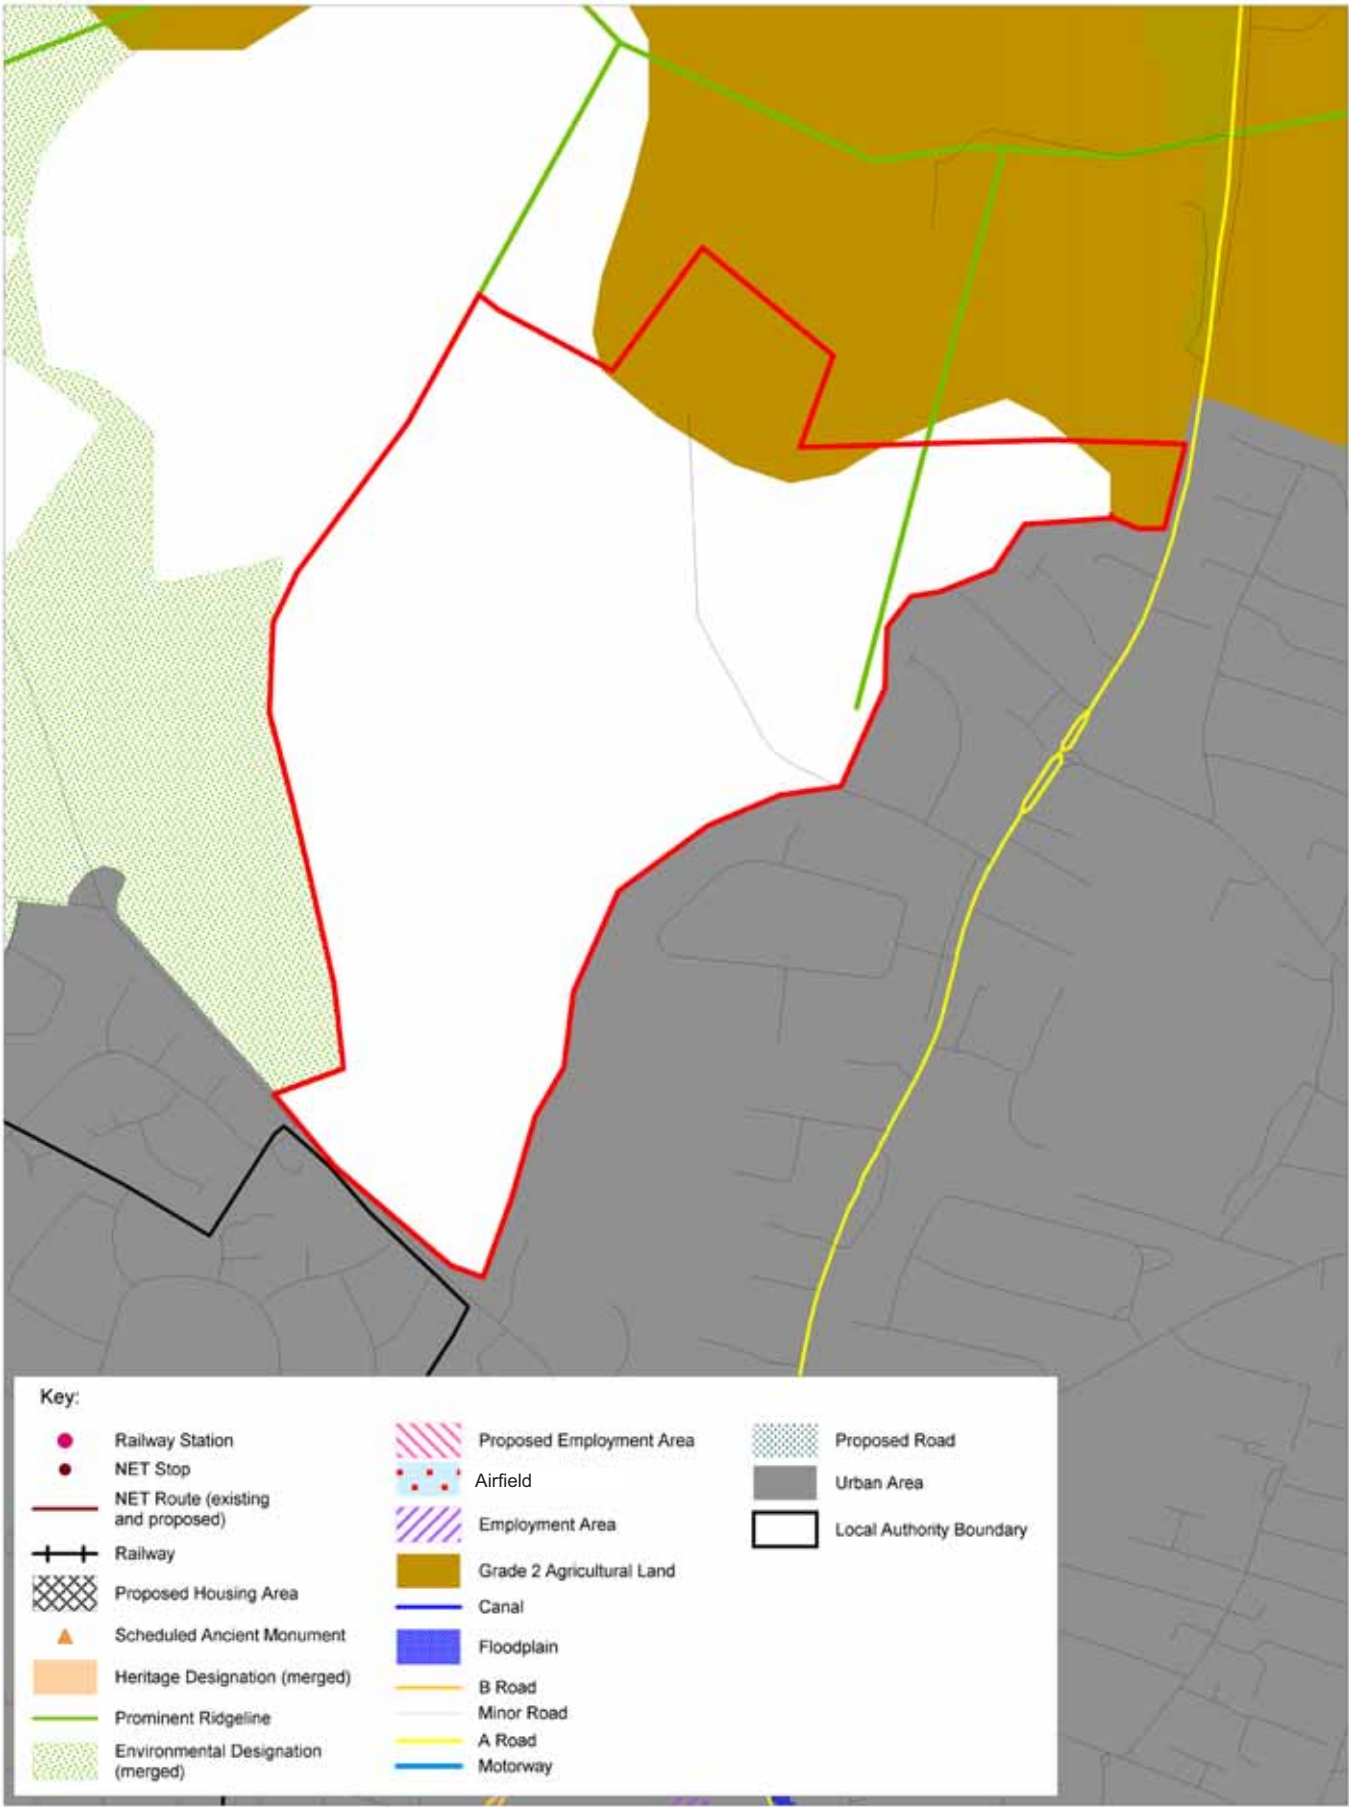 Key:
Railway Station
NET Stop
NET Route (existing
and proposed)
Railway
Proposed Housing Area
Scheduled Ancient Monument
Heritage Designation (merged)
Prominent Ridgeline
Environmental Designation
(merged)
Proposed Employment Area
Airfield
Employment Area
Grade 2 Agricultural Land
Canal
Floodplain
B Road
Minor Road
A Road
Motorway
Proposed Road
Urban Area
Local Authority Boundary